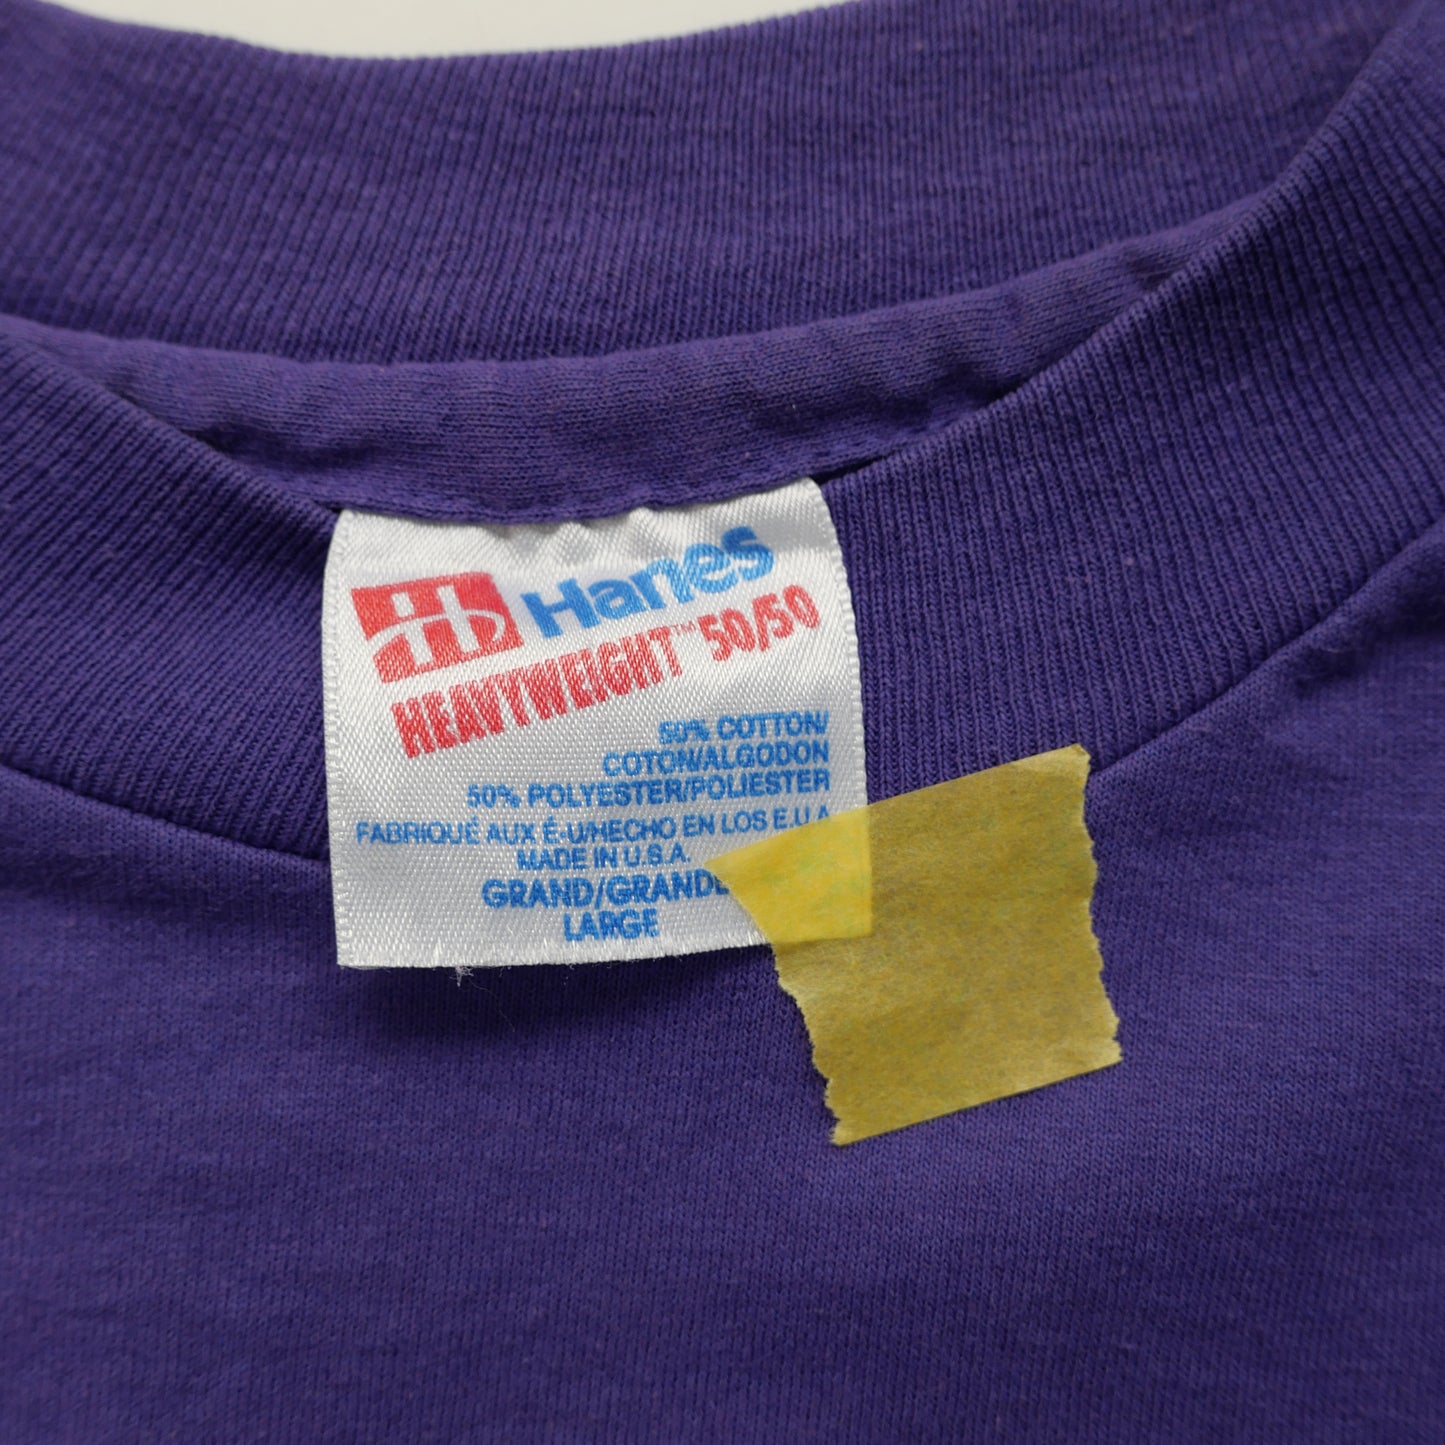 Hanes
HEAVYWEIGHT™ 50/50
50% COTTON/
COTON/ALGODON
50% POLYESTER/POLIESTER
FABRIQUÉ AUX É-U/HECHO EN LOS E.U.A.
MADE IN U.S.A.
GRAND/GRANDE
LARGE